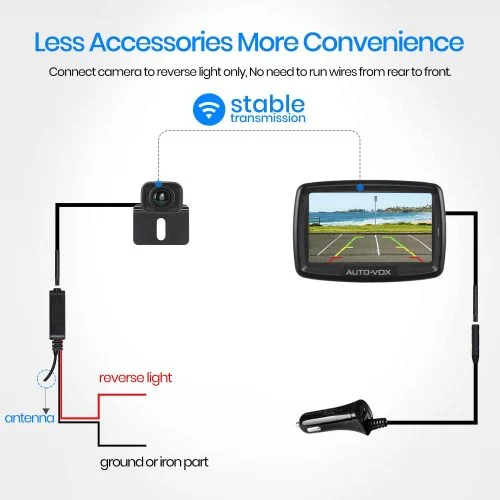 Less Accessories More Convenience
Connect camera to reverse light only, No need to run wires from rear to front.
stable
transmission
AUTO-VOX
reverse light
antenna
ground or iron part